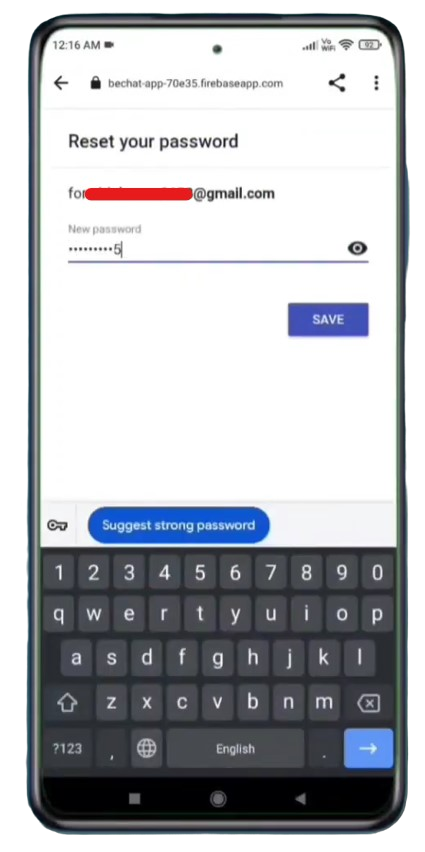 12:16 AM
Vo WiFi 92
bechat-app-70e35.firebaseapp.com
Reset your password
for @gmail.com
New password
•••••••••5
SAVE
Suggest strong password
1 2 3 4 5 6 7 8 9 0
q w e r t y u i o p
a s d f g h j k l
z x c v b n m
?123 , English .